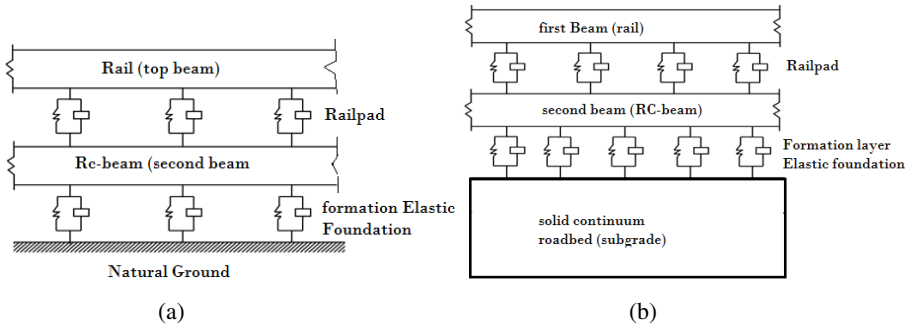 Rail (top beam)
Railpad
Rc-beam (second beam
formation Elastic
Foundation
Natural Ground
(a)
first Beam (rail)
Railpad
second beam (RC-beam)
Formation layer
Elastic foundation
solid continuum
roadbed (subgrade)
(b)